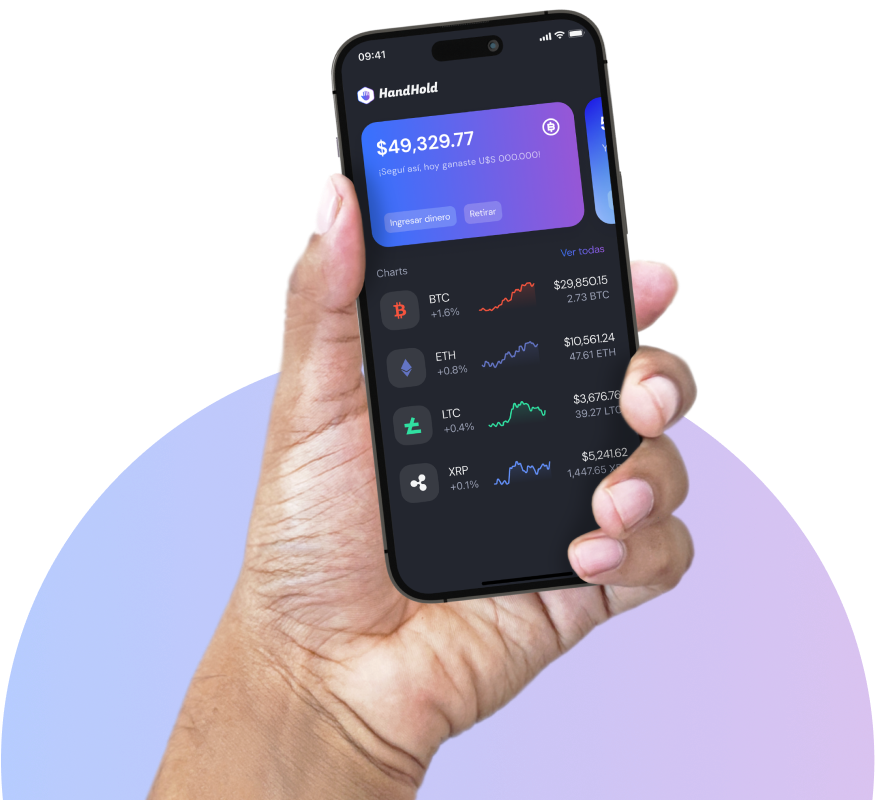 09:41
HandHold
$49,329.77
¡Seguí así, hoy ganaste U$S 000.000!
Ingresar dinero
Retirar
Charts
Ver todas
BTC
+1.6%
$29,850.15
2.73 BTC
ETH
+0.8%
$10,561.24
47.61 ETH
LTC
+0.4%
$3,676.76
39.27 LTC
XRP
+0.1%
$5,241.62
1,447.65